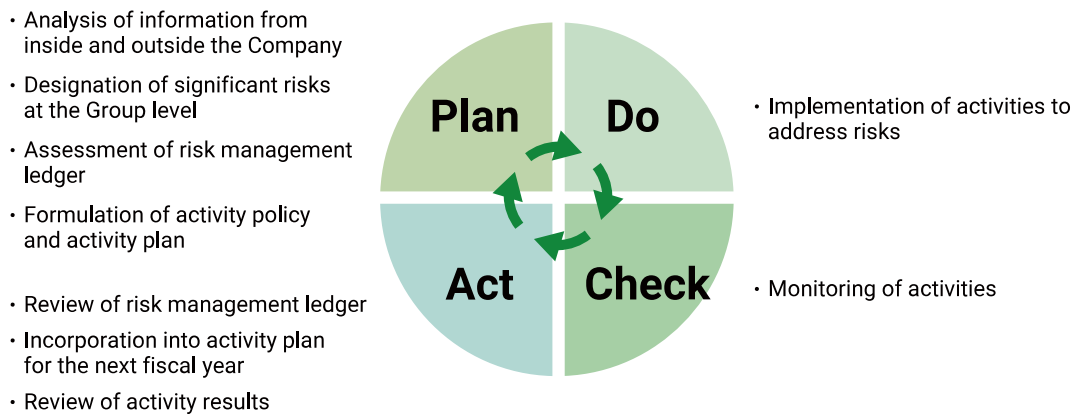 ・Analysis of information from
inside and outside the Company
・Designation of significant risks
at the Group level
・Assessment of risk management
ledger
・Formulation of activity policy
and activity plan
Plan
Do
・Implementation of activities to
address risks
・Review of risk management ledger
・Incorporation into activity plan
for the next fiscal year
・Review of activity results
Act
Check
・Monitoring of activities